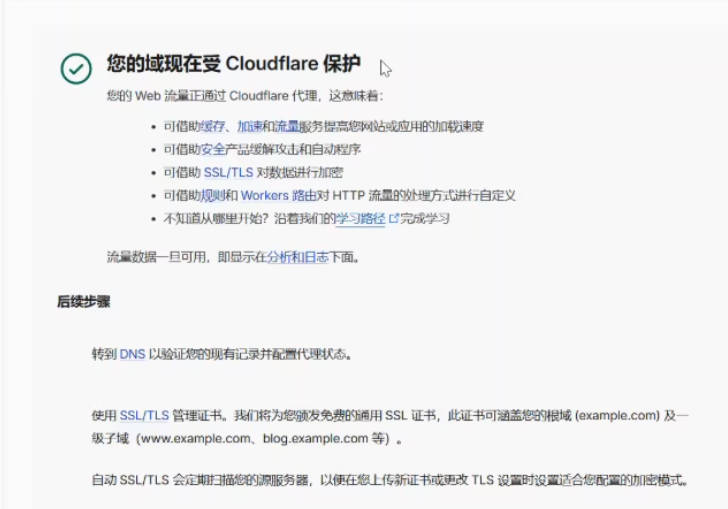 您的域现在受 Cloudflare 保护
您的 Web 流量正通过 Cloudflare 代理，这意味着：
• 可借助缓存、加速和流量服务提高您网站或应用的加载速度
• 可借助安全产品缓解攻击和自动程序
• 可借助 SSL/TLS 对数据进行加密
• 可借助规则和 Workers 路由对 HTTP 流量的处理方式进行自定义
• 不知道从哪里开始？沿着我们的学习路径完成学习
流量数据一旦可用，即显示在分析和日志下面。
后续步骤
转到 DNS 以验证您的现有记录并配置代理状态。
使用 SSL/TLS 管理证书。我们将为您颁发免费的通用 SSL 证书，此证书可涵盖您的根域 (example.com) 及一
级子域（www.example.com、blog.example.com 等）。
自动 SSL/TLS 会定期扫描您的源服务器，以便在您上传新证书或更改 TLS 设置时设置适合您配置的加密模式。